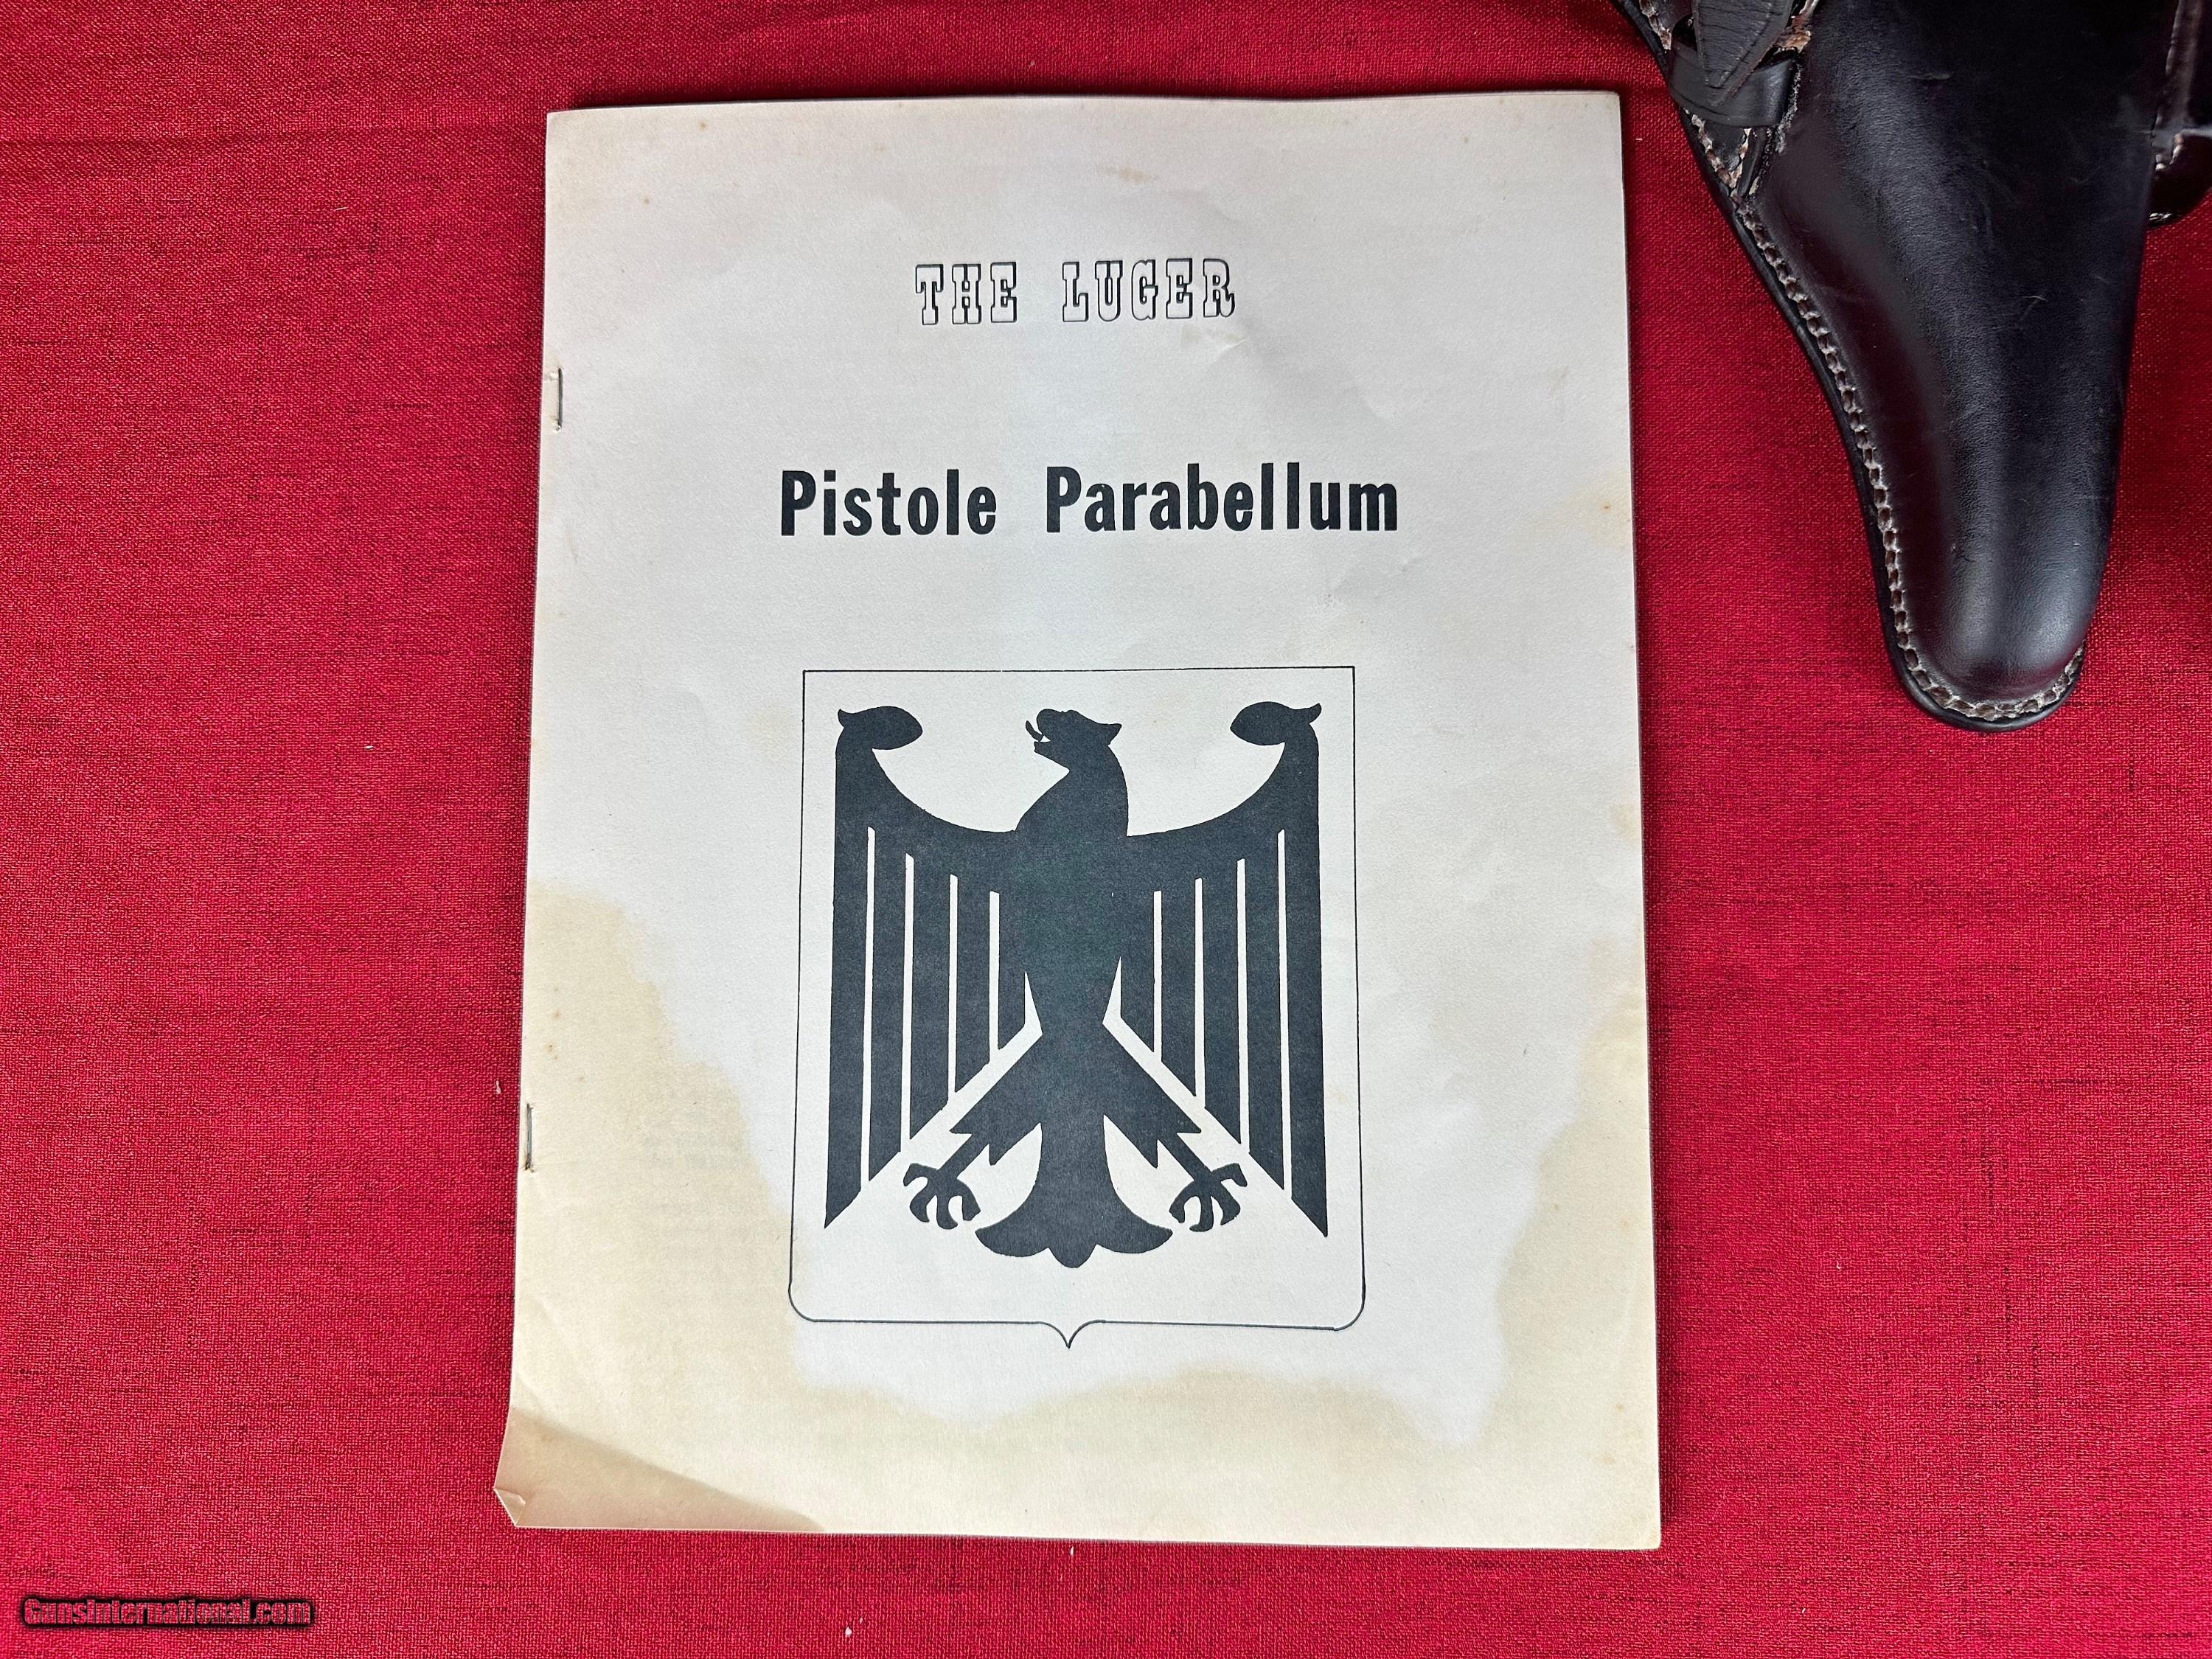 THE LUGER
Pistole Parabellum
GunsInternational.com